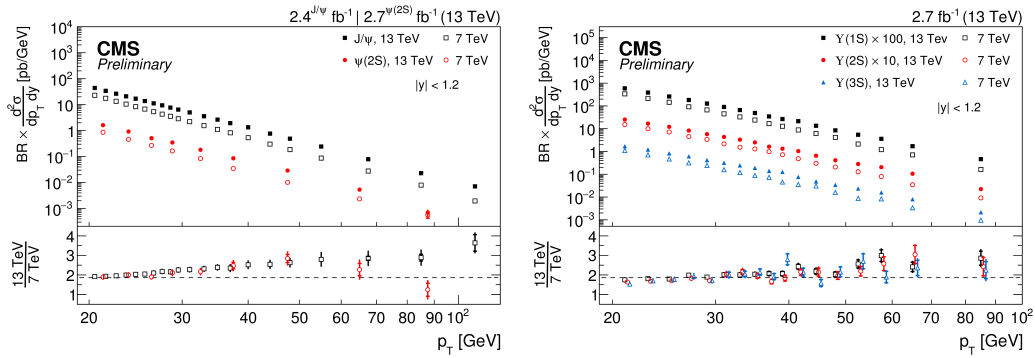 2.4^{J/ψ} fb⁻¹ | 2.7^{ψ(2S)} fb⁻¹ (13 TeV)
CMS
Preliminary
J/ψ, 13 TeV
7 TeV
ψ(2S), 13 TeV
7 TeV
|y| < 1.2
BR × d²σ/dp_T dy [pb/GeV]
10⁴
10³
10²
10
1
10⁻¹
10⁻²
10⁻³
13 TeV
7 TeV
4
3
2
1
20 30 40 50 60 70 80 90 10²
p_T [GeV]
2.7 fb⁻¹ (13 TeV)
CMS
Preliminary
ϒ(1S) × 100, 13 Tev
7 TeV
ϒ(2S) × 10, 13 TeV
7 TeV
ϒ(3S), 13 TeV
7 TeV
|y| < 1.2
BR × d²σ/dp_T dy [pb/GeV]
10⁵
10⁴
10³
10²
10
1
10⁻¹
10⁻²
10⁻³
13 TeV
7 TeV
4
3
2
1
20 30 40 50 60 70 80 90 10²
p_T [GeV]